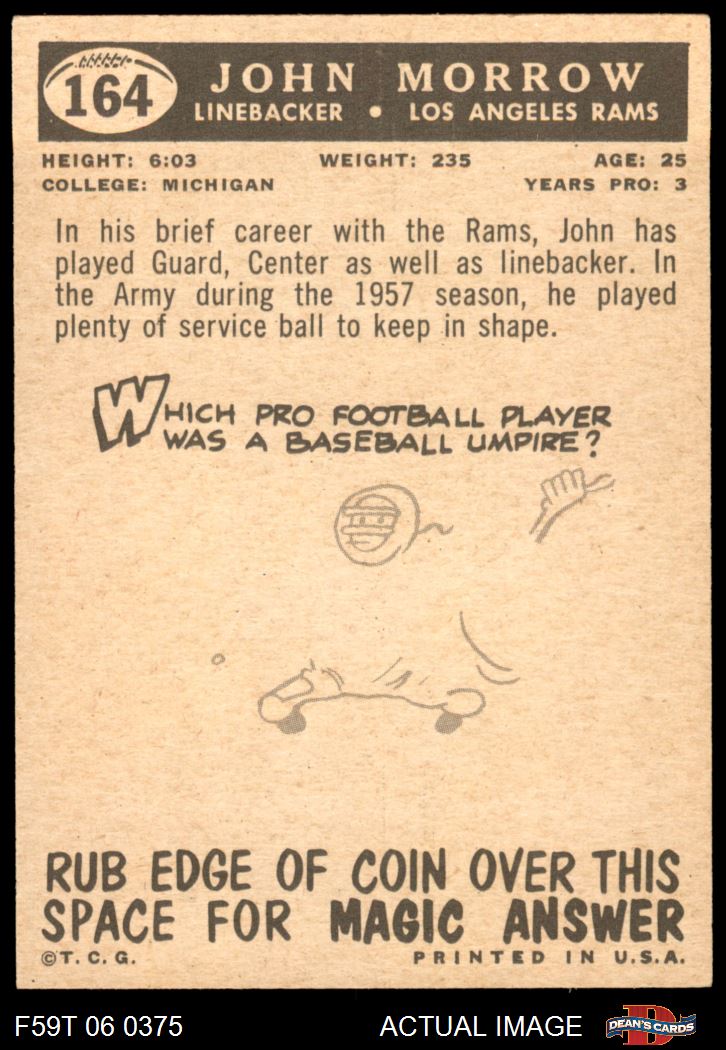 164
JOHN MORROW
LINEBACKER • LOS ANGELES RAMS
HEIGHT: 6:03 WEIGHT: 235 AGE: 25
COLLEGE: MICHIGAN YEARS PRO: 3
In his brief career with the Rams, John has
played Guard, Center as well as linebacker. In
the Army during the 1957 season, he played
plenty of service ball to keep in shape.
WHICH PRO FOOTBALL PLAYER
WAS A BASEBALL UMPIRE?
RUB EDGE OF COIN OVER THIS
SPACE FOR MAGIC ANSWER
©T. C. G. PRINTED IN U.S.A.
F59T 06 0375 ACTUAL IMAGE D DEAN'S CARDS